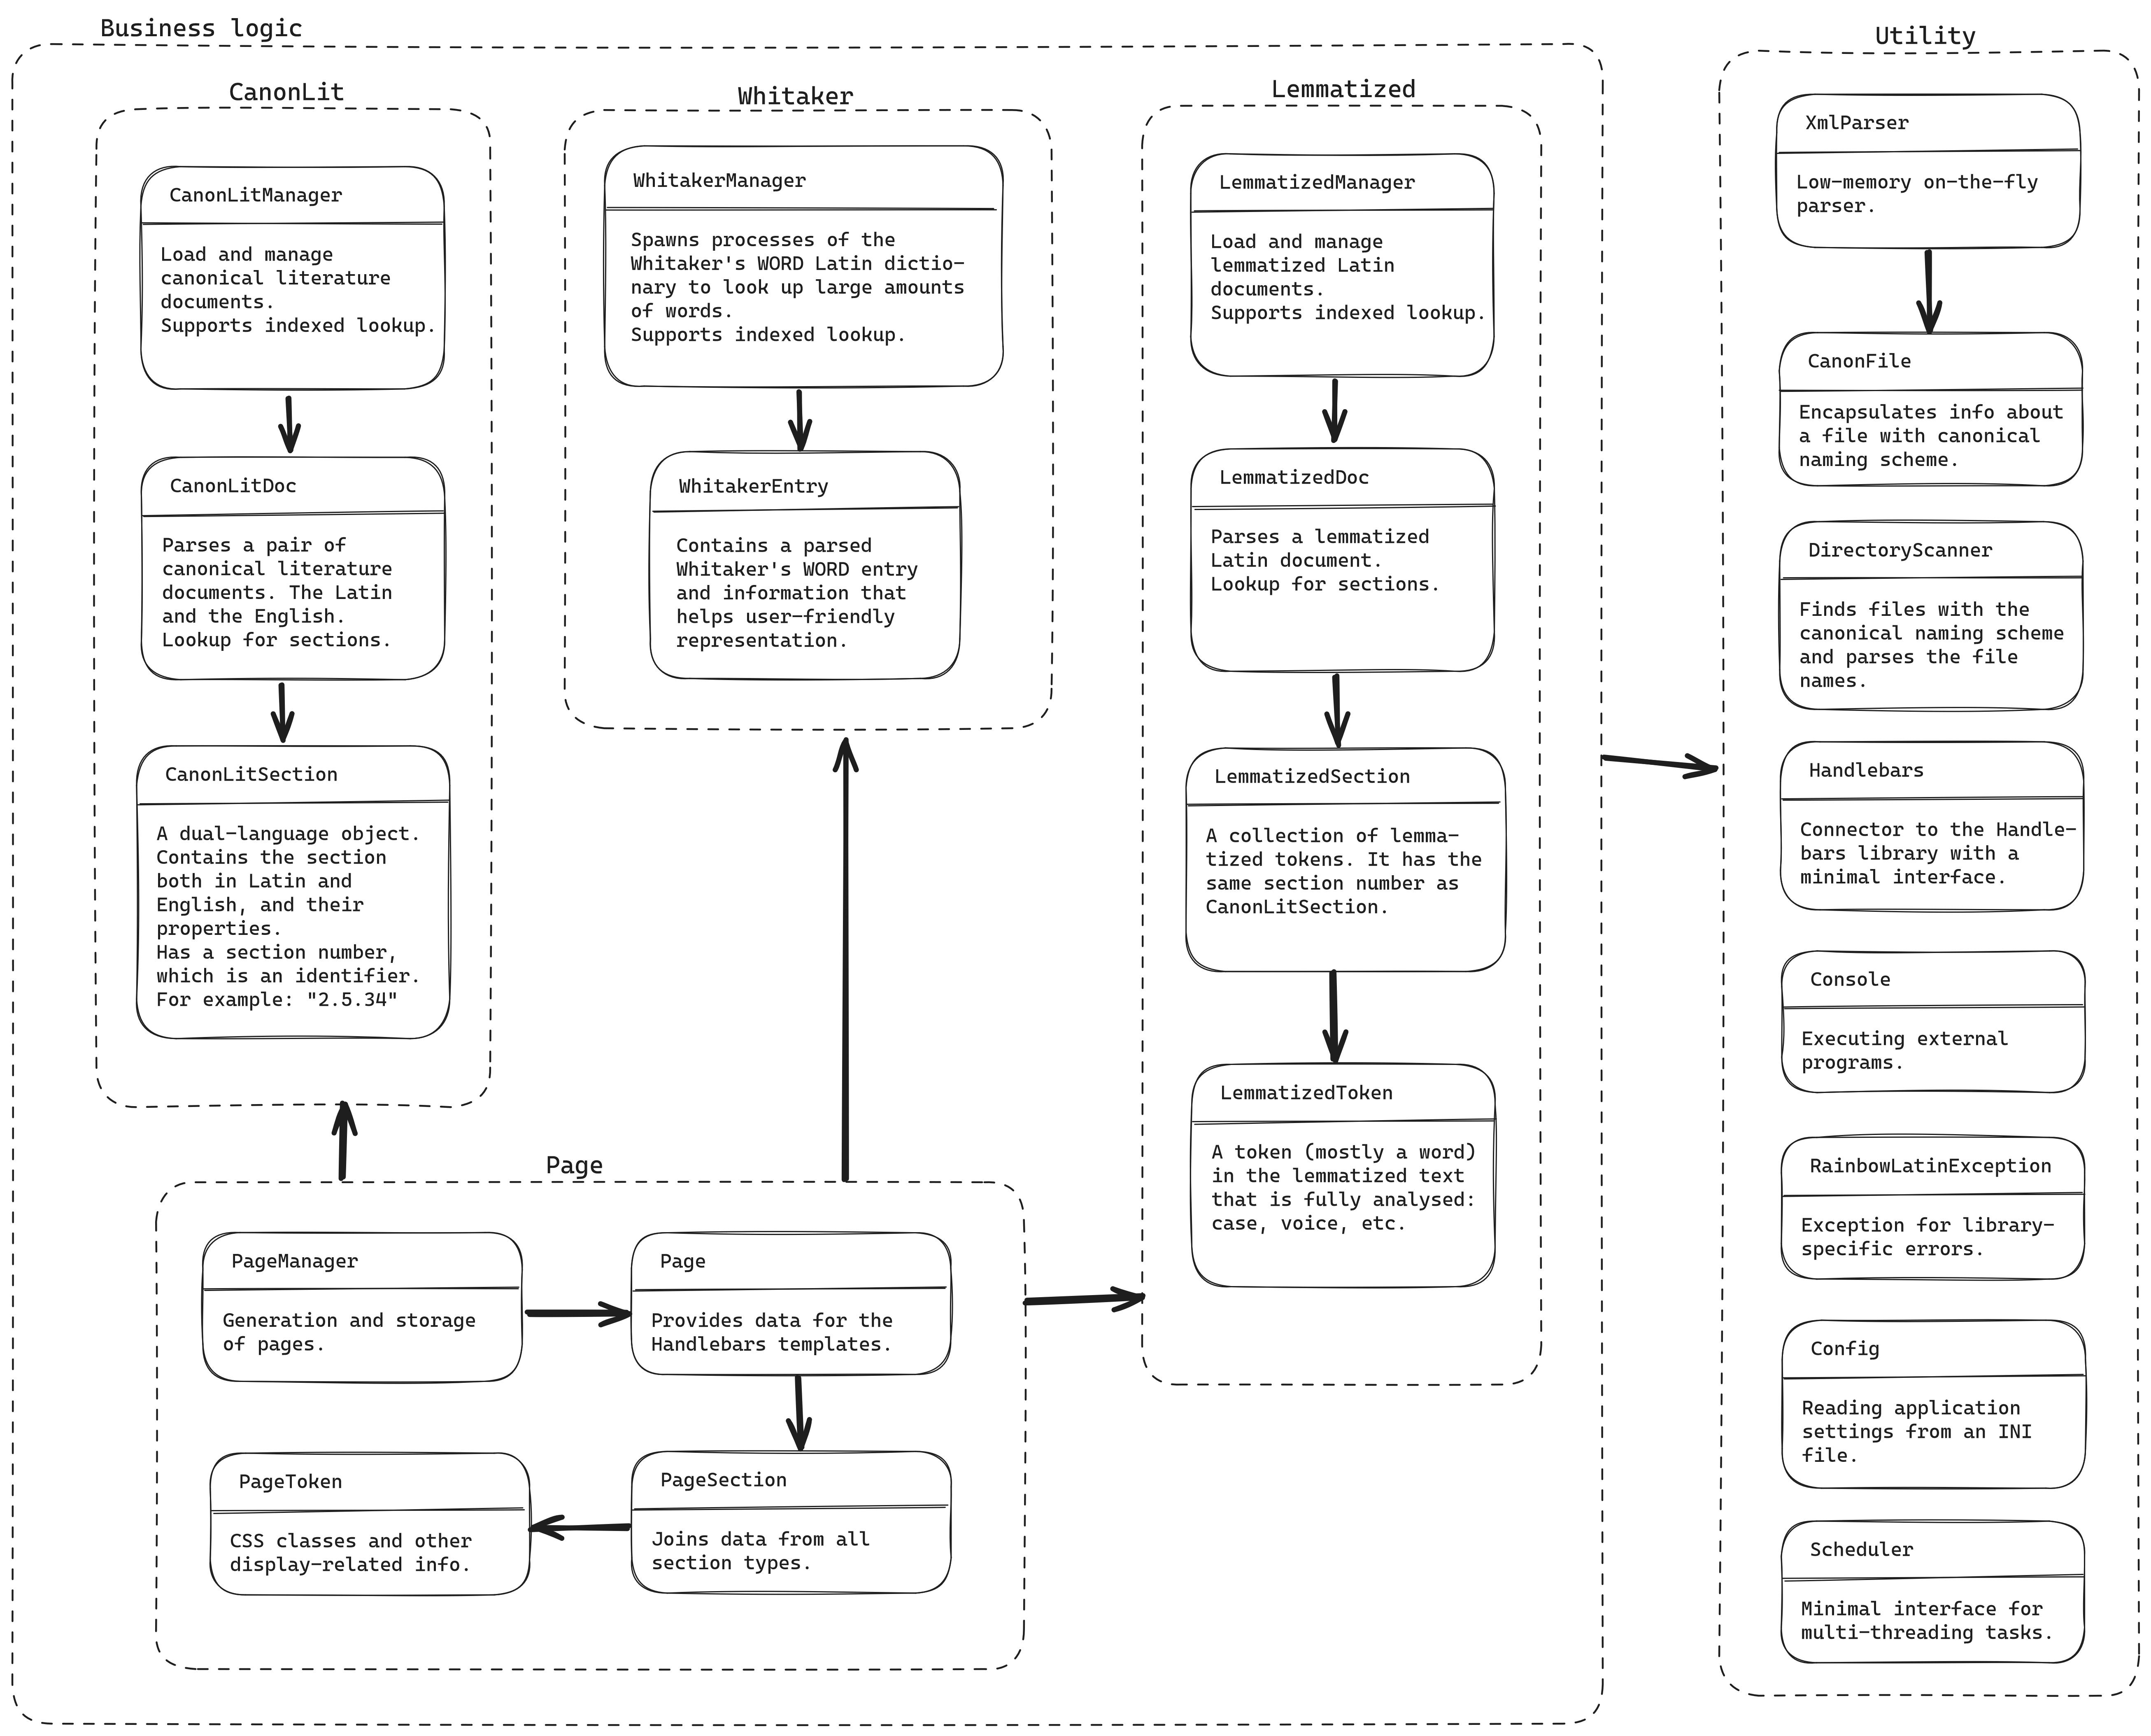 Business logic
CanonLit
CanonLitManager
Load and manage
canonical literature
documents.
Supports indexed lookup.
CanonLitDoc
Parses a pair of
canonical literature
documents. The Latin
and the English.
Lookup for sections.
CanonLitSection
A dual-language object.
Contains the section
both in Latin and
English, and their
properties.
Has a section number,
which is an identifier.
For example: "2.5.34"
Whitaker
WhitakerManager
Spawns processes of the
Whitaker's WORD Latin dictio-
nary to look up large amounts
of words.
Supports indexed lookup.
WhitakerEntry
Contains a parsed
Whitaker's WORD entry
and information that
helps user-friendly
representation.
Lemmatized
LemmatizedManager
Load and manage
lemmatized Latin
documents.
Supports indexed lookup.
LemmatizedDoc
Parses a lemmatized
Latin document.
Lookup for sections.
LemmatizedSection
A collection of lemma-
tized tokens. It has the
same section number as
CanonLitSection.
LemmatizedToken
A token (mostly a word)
in the lemmatized text
that is fully analysed:
case, voice, etc.
Page
PageManager
Generation and storage
of pages.
Page
Provides data for the
Handlebars templates.
PageToken
CSS classes and other
display-related info.
PageSection
Joins data from all
section types.
Utility
XmlParser
Low-memory on-the-fly
parser.
CanonFile
Encapsulates info about
a file with canonical
naming scheme.
DirectoryScanner
Finds files with the
canonical naming scheme
and parses the file
names.
Handlebars
Connector to the Handle-
bars library with a
minimal interface.
Console
Executing external
programs.
RainbowLatinException
Exception for library-
specific errors.
Config
Reading application
settings from an INI
file.
Scheduler
Minimal interface for
multi-threading tasks.